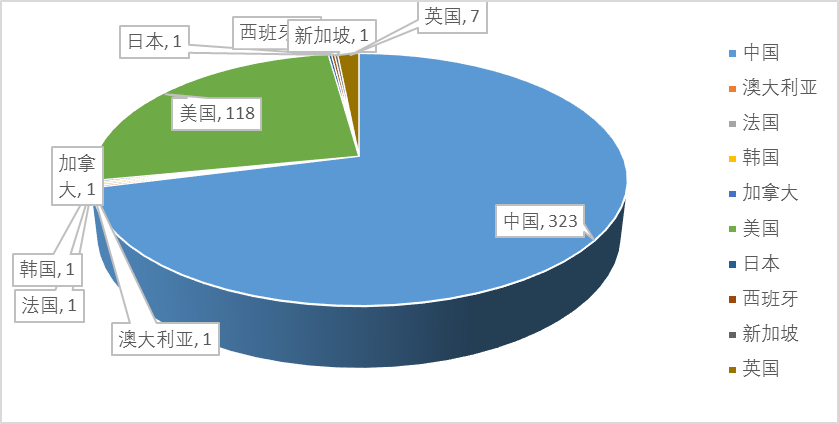 英国, 7
日本, 1
西班牙
新加坡, 1
美国, 118
加拿
大, 1
中国, 323
韩国, 1
法国, 1
澳大利亚, 1
中国
澳大利亚
法国
韩国
加拿大
美国
日本
西班牙
新加坡
英国